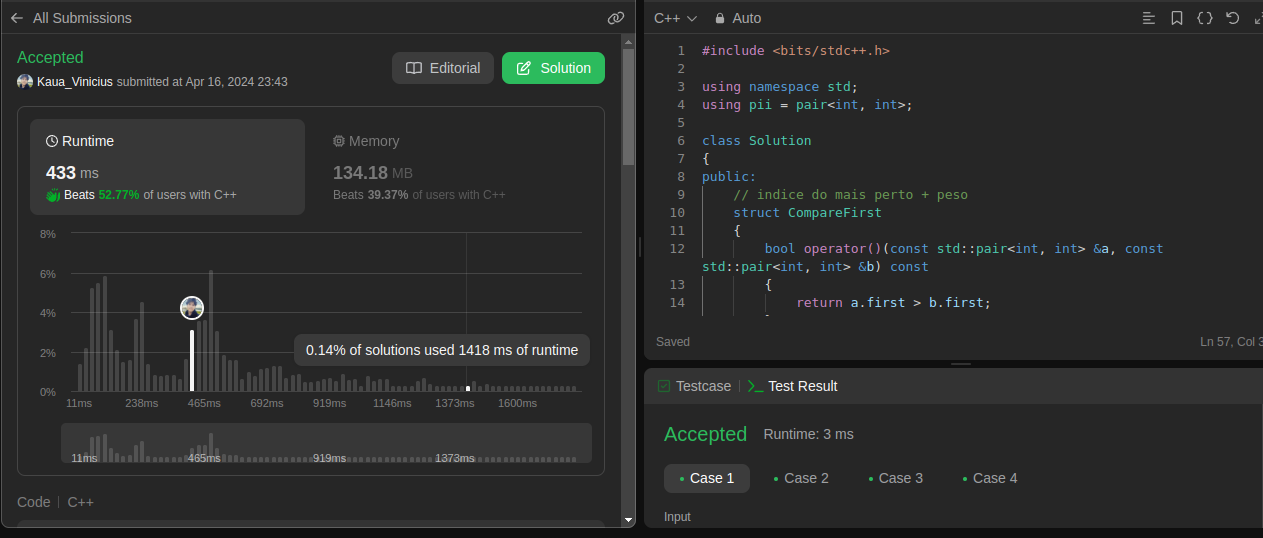 All Submissions
Accepted
Kaua_Vinicius submitted at Apr 16, 2024 23:43
Editorial
Solution
Runtime
433 ms
Beats 52.77% of users with C++
Memory
134.18 MB
Beats 39.37% of users with C++
8%
6%
4%
2%
0%
0.14% of solutions used 1418 ms of runtime
11ms 238ms 465ms 692ms 919ms 1146ms 1373ms 1600ms
11ms 465ms 919ms 1373ms
Code | C++
C++ Auto
1 #include <bits/stdc++.h>
2
3 using namespace std;
4 using pii = pair<int, int>;
5
6 class Solution
7 {
8 public:
9 // indice do mais perto + peso
10 struct CompareFirst
11 {
12 bool operator()(const std::pair<int, int> &a, const
std::pair<int, int> &b) const
13 {
14 return a.first > b.first;
Saved
Ln 57, Col
Testcase | >_ Test Result
Accepted Runtime: 3 ms
• Case 1 • Case 2 • Case 3 • Case 4
Input